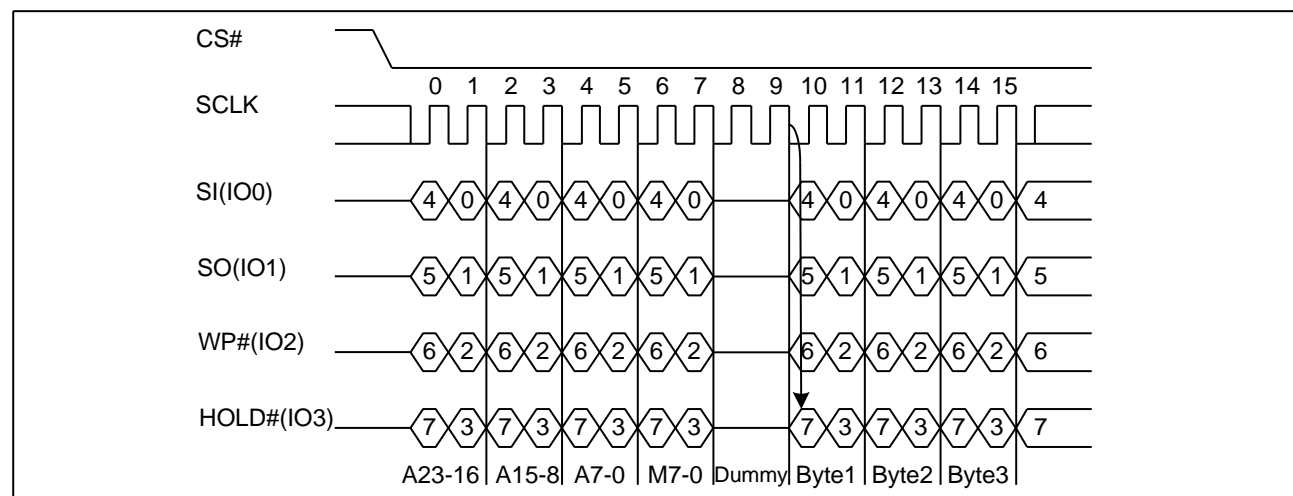 CS#
0 1 2 3 4 5 6 7 8 9 10 11 12 13 14 15
SCLK
SI(IO0) 4 0 4 0 4 0 4 0 4 0 4 0 4 0 4
SO(IO1) 5 1 5 1 5 1 5 1 5 1 5 1 5 1 5
WP#(IO2) 6 2 6 2 6 2 6 2 6 2 6 2 6 2 6
HOLD#(IO3) 7 3 7 3 7 3 7 3 7 3 7 3 7 3 7
A23-16 A15-8 A7-0 M7-0 Dummy Byte1 Byte2 Byte3